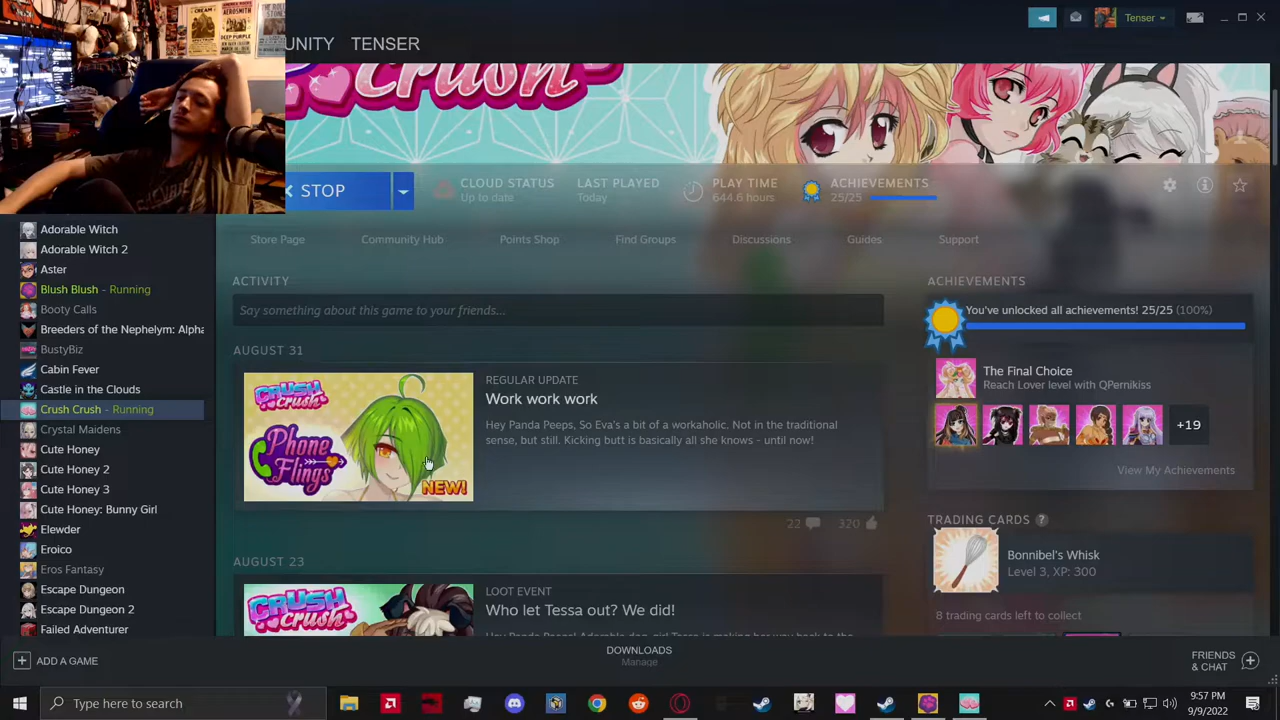 CREAM
AEROSMITH
DEEP PURPLE
UNITY TENSER
Tenser
Crush
STOP
CLOUD STATUS
Up to date
LAST PLAYED
Today
PLAY TIME
644.6 hours
ACHIEVEMENTS
25/25
Store Page
Community Hub
Points Shop
Find Groups
Discussions
Guides
Support
Adorable Witch
Adorable Witch 2
Aster
Blush Blush - Running
Booty Calls
Breeders of the Nephelym: Alpha
BustyBiz
Cabin Fever
Castle in the Clouds
Crush Crush - Running
Crystal Maidens
Cute Honey
Cute Honey 2
Cute Honey 3
Cute Honey: Bunny Girl
Elewder
Eroico
Eros Fantasy
Escape Dungeon
Escape Dungeon 2
Failed Adventurer
ACTIVITY
Say something about this game to your friends...
AUGUST 31
CRUSH
CRUSH
PHONE
FLINGS
NEW!
REGULAR UPDATE
Work work work
Hey Panda Peeps, So Eva's a bit of a workaholic. Not in the traditional
sense, but still. Kicking butt is basically all she knows - until now!
22
320
AUGUST 23
CRUSH
CRUSH
LOOT EVENT
Who let Tessa out? We did!
ACHIEVEMENTS
You've unlocked all achievements! 25/25 (100%)
The Final Choice
Reach Lover level with QPernikiss
+19
View My Achievements
TRADING CARDS ?
Bonnibel's Whisk
Level 3, XP: 300
8 trading cards left to collect
ADD A GAME
DOWNLOADS
Manage
FRIENDS
& CHAT
Type here to search
9:57 PM
9/9/2022